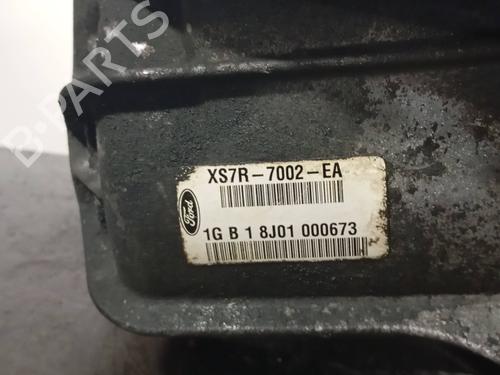 B-PARTS
XS7R-7002-EA
Ford
1G B 1 8J01 000673